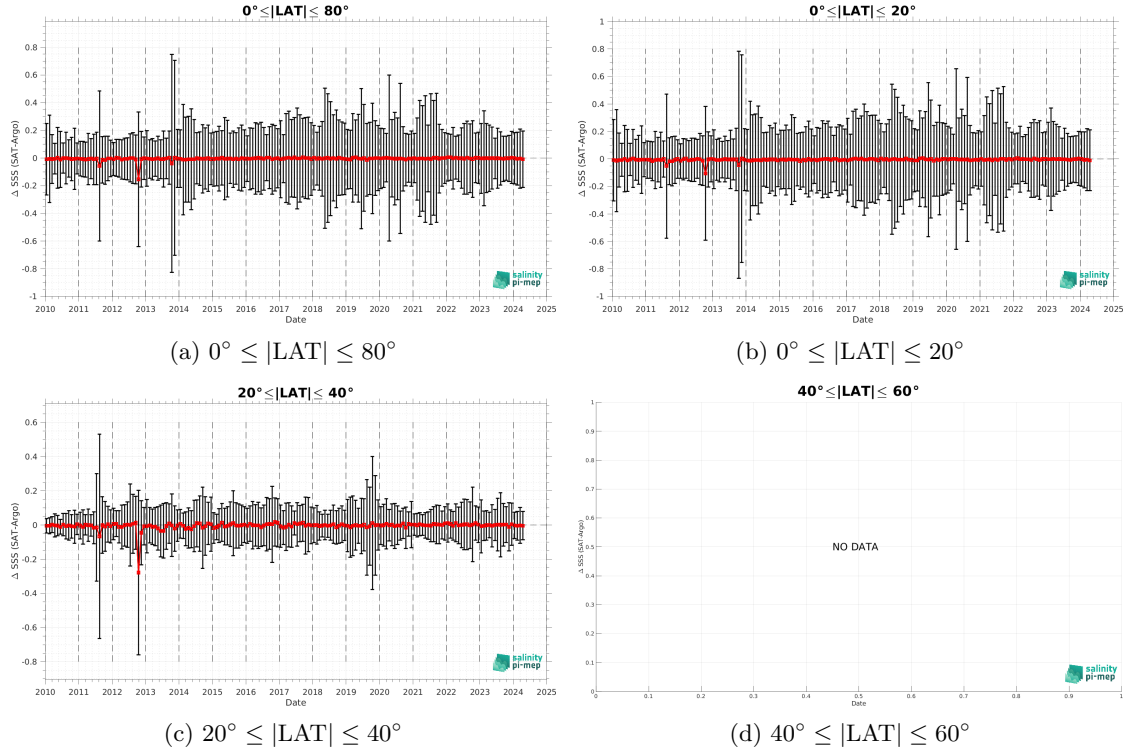 0°≤|LAT|≤ 80°
Δ SSS (SAT-Argo)
0.8
0.6
0.4
0.2
0
-0.2
-0.4
-0.6
-0.8
-1
2010 2011 2012 2013 2014 2015 2016 2017 2018 2019 2020 2021 2022 2023 2024 2025
Date
salinity
pi-mep
(a) 0° ≤ |LAT| ≤ 80°
0°≤|LAT|≤ 20°
Δ SSS (SAT-Argo)
1
0.8
0.6
0.4
0.2
0
-0.2
-0.4
-0.6
-0.8
-1
2010 2011 2012 2013 2014 2015 2016 2017 2018 2019 2020 2021 2022 2023 2024 2025
Date
salinity
pi-mep
(b) 0° ≤ |LAT| ≤ 20°
20°≤|LAT|≤ 40°
Δ SSS (SAT-Argo)
0.6
0.4
0.2
0
-0.2
-0.4
-0.6
-0.8
2010 2011 2012 2013 2014 2015 2016 2017 2018 2019 2020 2021 2022 2023 2024 2025
Date
salinity
pi-mep
(c) 20° ≤ |LAT| ≤ 40°
40°≤|LAT|≤ 60°
Δ SSS (SAT-Argo)
1
0.9
0.8
0.7
0.6
0.5
0.4
0.3
0.2
0.1
0
NO DATA
0 0.1 0.2 0.3 0.4 0.5 0.6 0.7 0.8 0.9 1
Date
salinity
pi-mep
(d) 40° ≤ |LAT| ≤ 60°